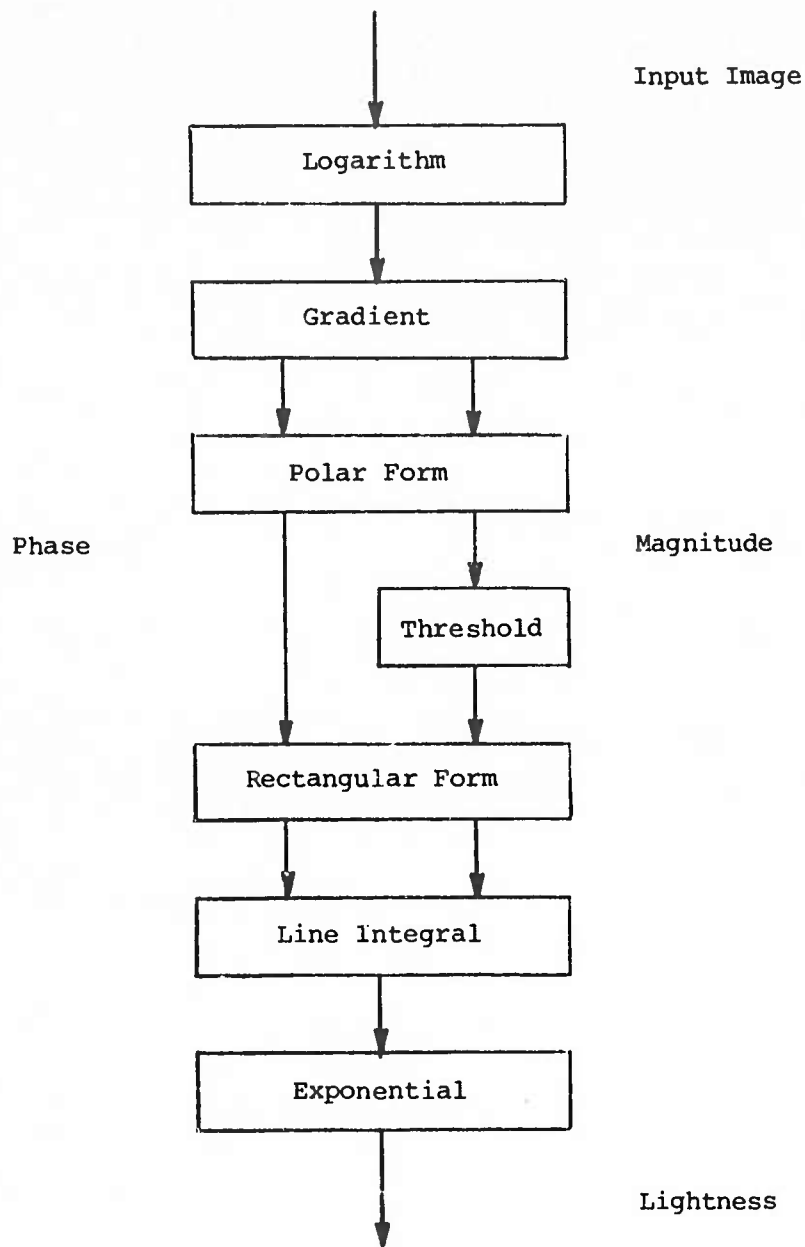 Input Image
Logarithm
Gradient
Polar Form
Phase
Magnitude
Threshold
Rectangular Form
Line Integral
Exponential
Lightness